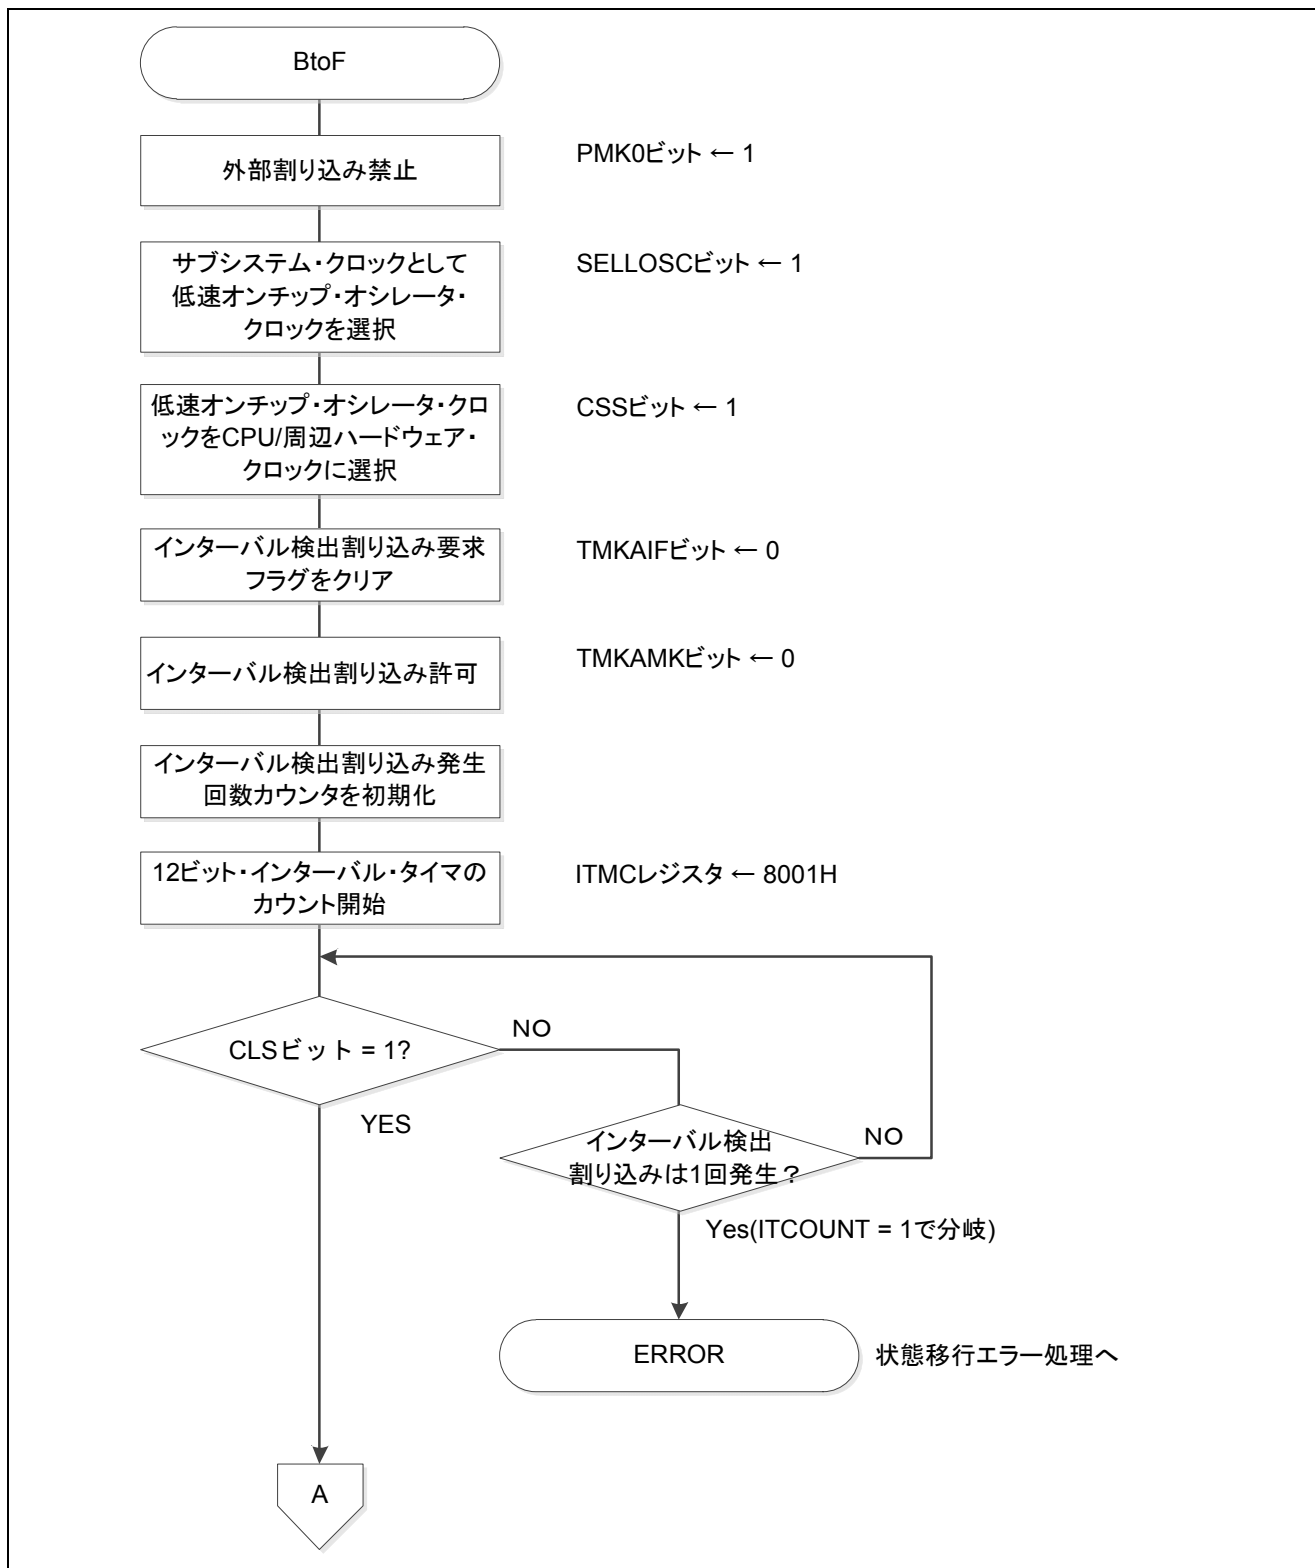 BtoF
外部割り込み禁止
PMK0ビット ← 1
サブシステム・クロックとして
低速オンチップ・オシレータ・
クロックを選択
SELLOSCビット ← 1
低速オンチップ・オシレータ・クロ
ックをCPU/周辺ハードウェア・
クロックに選択
CSSビット ← 1
インターバル検出割り込み要求
フラグをクリア
TMKAIFビット ← 0
インターバル検出割り込み許可
TMKAMKビット ← 0
インターバル検出割り込み発生
回数カウンタを初期化
12ビット・インターバル・タイマの
カウント開始
ITMCレジスタ ← 8001H
CLSビット = 1?
NO
YES
インターバル検出
割り込みは1回発生？
NO
Yes(ITCOUNT = 1で分岐)
ERROR
状態移行エラー処理へ
A